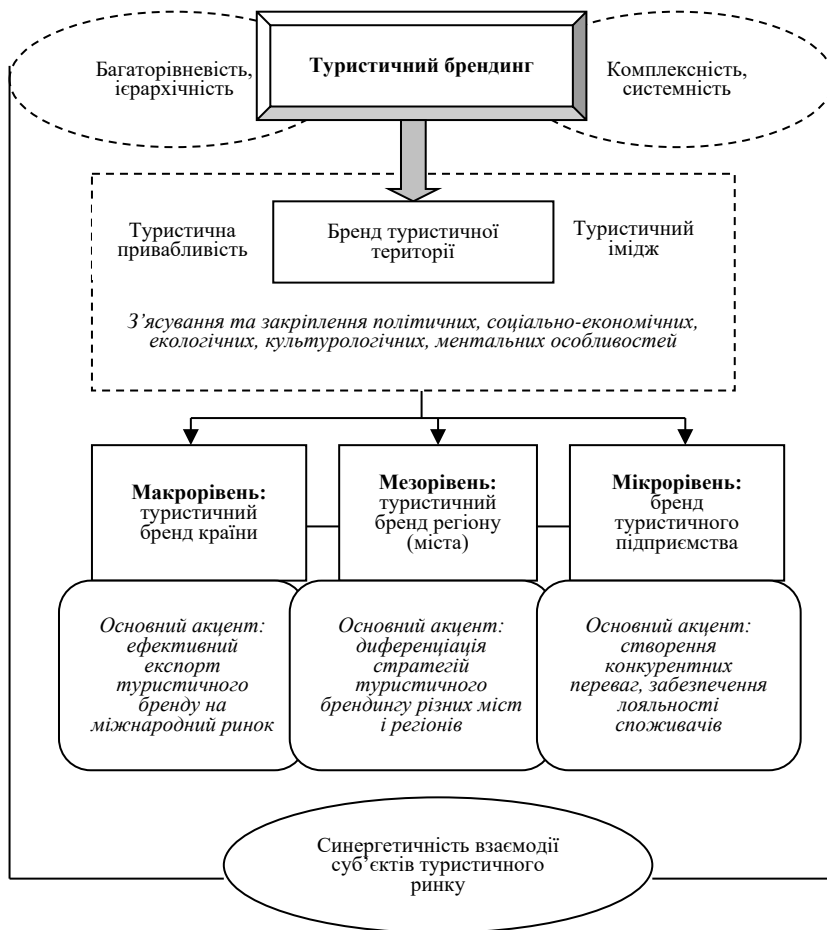 Багаторівневість,
ієрархічність
Туристичний брендинг
Комплексність,
системність
Туристична
привабливість
Бренд туристичної
території
Туристичний
імідж
З’ясування та закріплення політичних, соціально-економічних,
екологічних, культурологічних, ментальних особливостей
Макрорівень:
туристичний
бренд країни
Мезорівень:
туристичний
бренд регіону
(міста)
Мікрорівень:
бренд
туристичного
підприємства
Основний акцент:
ефективний
експорт
туристичного
бренду на
міжнародний ринок
Основний акцент:
диференціація
стратегій
туристичного
брендингу різних міст
і регіонів
Основний акцент:
створення
конкурентних
переваг, забезпечення
лояльності
споживачів
Синергетичність взаємодії
суб’єктів туристичного
ринку